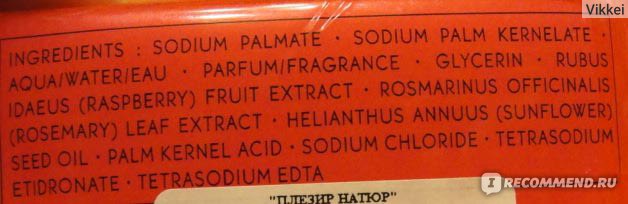 Vikkei
INGREDIENTS : SODIUM PALMATE · SODIUM PALM KERNELATE ·
AQUA/WATER/EAU · PARFUM/FRAGRANCE · GLYCERIN · RUBUS
IDAEUS (RASPBERRY) FRUIT EXTRACT · ROSMARINUS OFFICINALIS
(ROSEMARY) LEAF EXTRACT · HELIANTHUS ANNUUS (SUNFLOWER)
SEED OIL · PALM KERNEL ACID · SODIUM CHLORIDE · TETRASODIUM
ETIDRONATE · TETRASODIUM EDTA
"ПЛЕЗИР НАТЮР"
RECOMMEND.RU